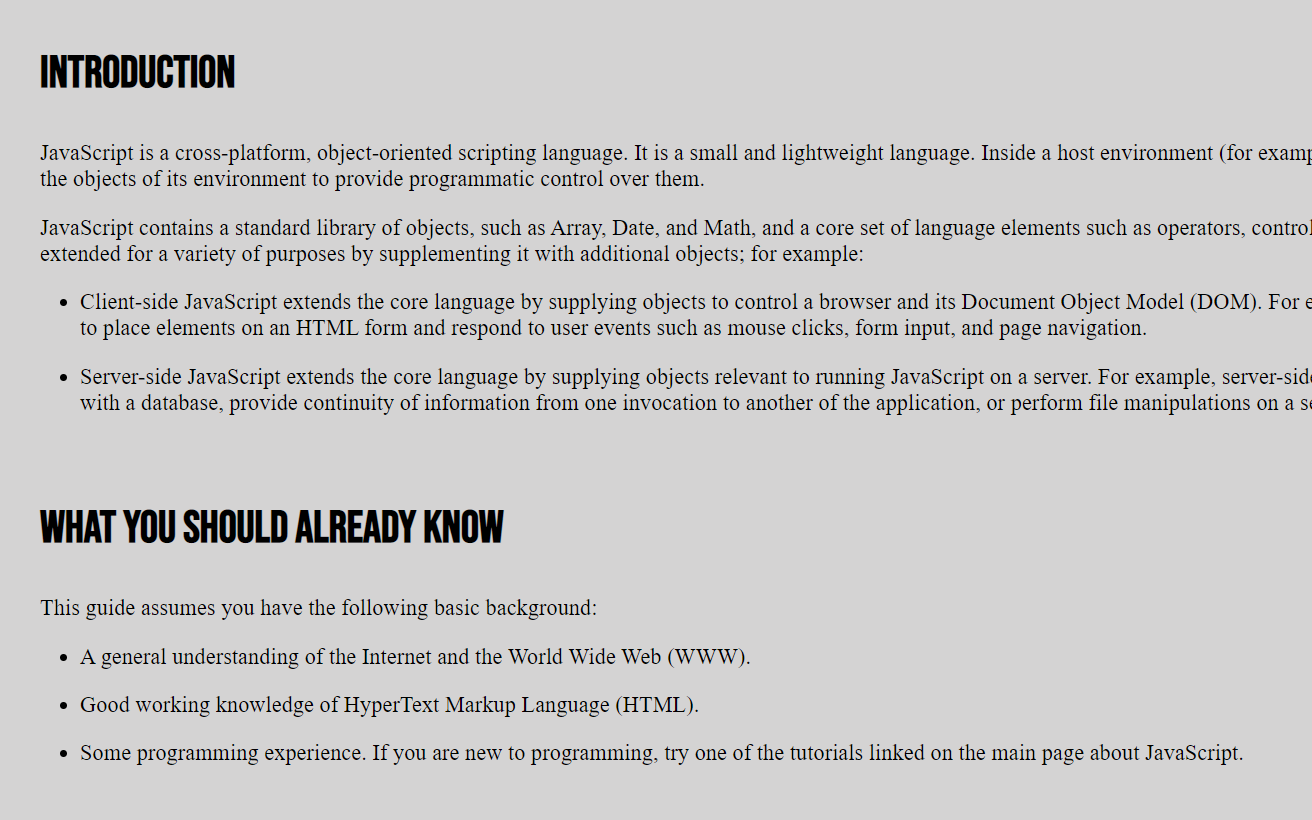 INTRODUCTION
JavaScript is a cross-platform, object-oriented scripting language. It is a small and lightweight language. Inside a host environment (for
the objects of its environment to provide programmatic control over them.
JavaScript contains a standard library of objects, such as Array, Date, and Math, and a core set of language elements such as operators, control
extended for a variety of purposes by supplementing it with additional objects; for example:
• Client-side JavaScript extends the core language by supplying objects to control a browser and its Document Object Model (DOM). For
to place elements on an HTML form and respond to user events such as mouse clicks, form input, and page navigation.
• Server-side JavaScript extends the core language by supplying objects relevant to running JavaScript on a server. For example,
with a database, provide continuity of information from one invocation to another of the application, or perform file manipulations on a
WHAT YOU SHOULD ALREADY KNOW
This guide assumes you have the following basic background:
• A general understanding of the Internet and the World Wide Web (WWW).
• Good working knowledge of HyperText Markup Language (HTML).
• Some programming experience. If you are new to programming, try one of the tutorials linked on the main page about JavaScript.